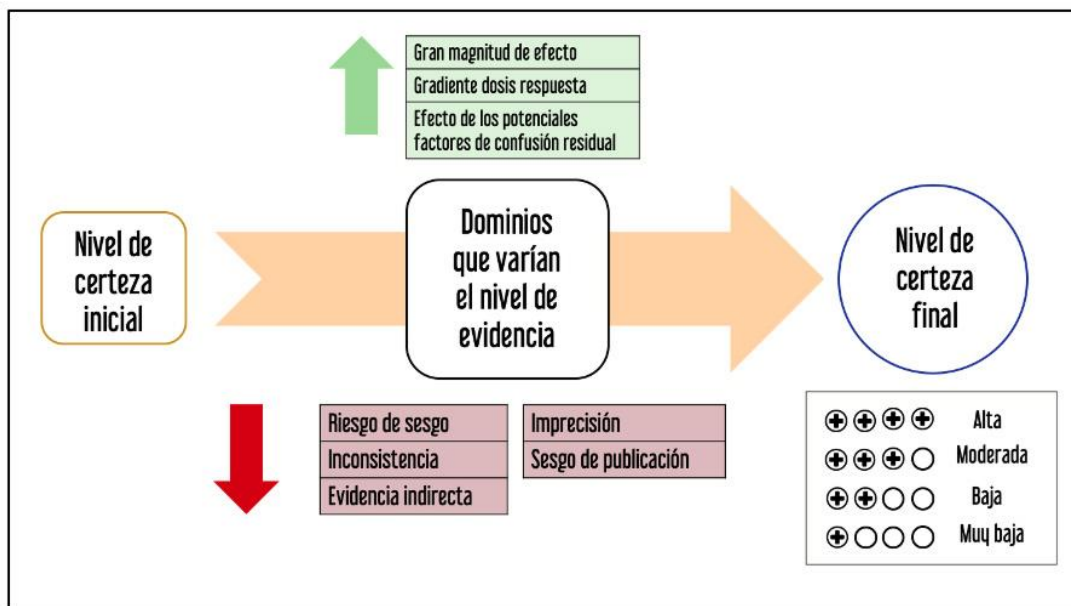 Gran magnitud de efecto
Gradiente dosis respuesta
Efecto de los potenciales
factores de confusión residual
Nivel de
certeza
inicial
Dominios
que varían
el nivel de
evidencia
Nivel de
certeza
final
Riesgo de sesgo
Inconsistencia
Evidencia indirecta
Imprecisión
Sesgo de publicación
Alta
Moderada
Baja
Muy baja